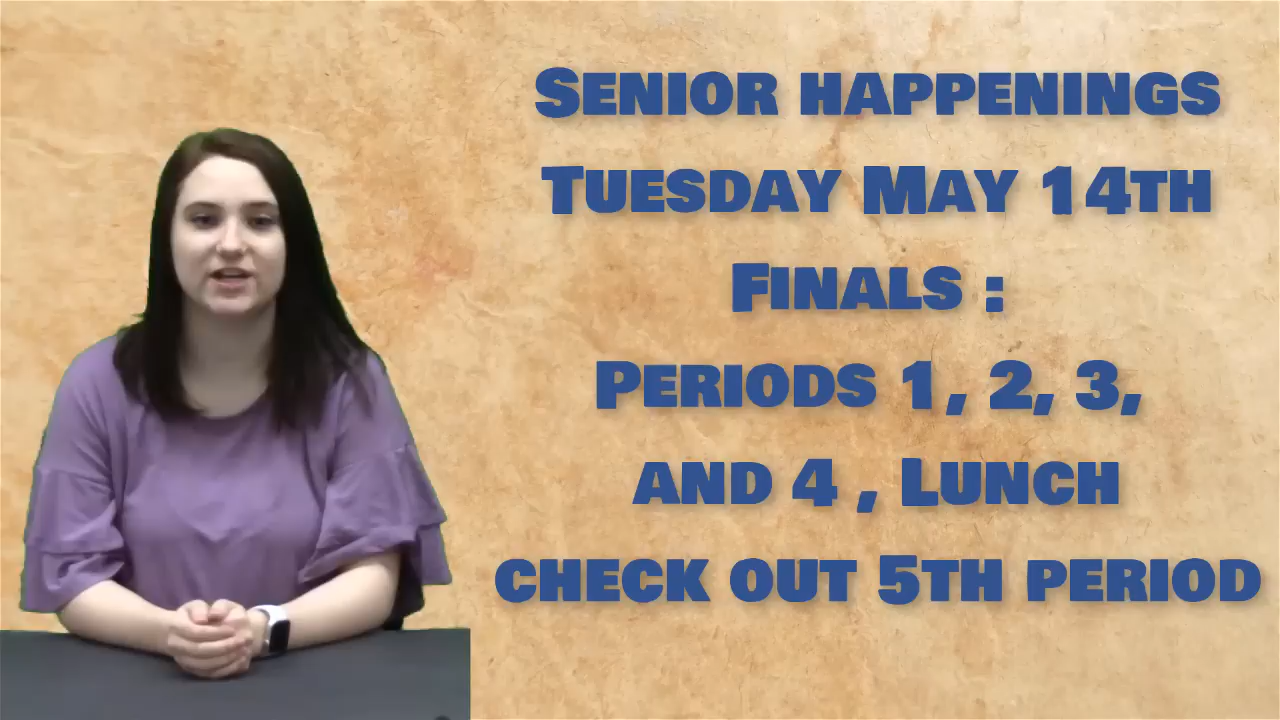 Senior happenings
Tuesday May 14th
Finals :
Periods 1, 2, 3,
and 4 , Lunch
check out 5th period